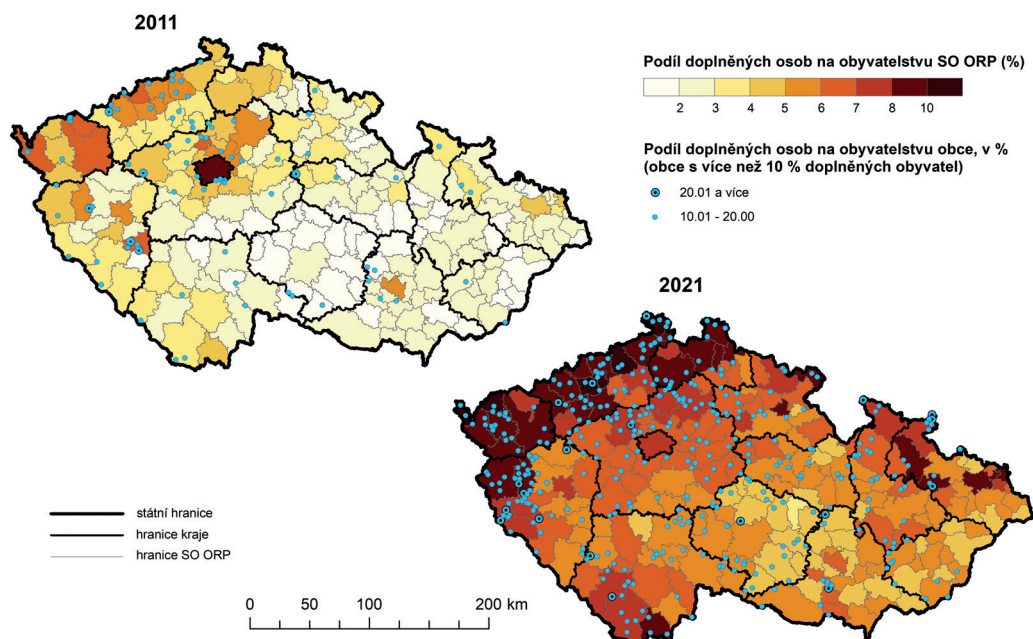 2011
Podíl doplněných osob na obyvatelstvu SO ORP (%)
2 3 4 5 6 7 8 10
Podíl doplněných osob na obyvatelstvu obce, v %
(obce s více než 10 % doplněných obyvatel)
20.01 a více
10.01 - 20.00
2021
státní hranice
hranice kraje
hranice SO ORP
0 50 100 200 km